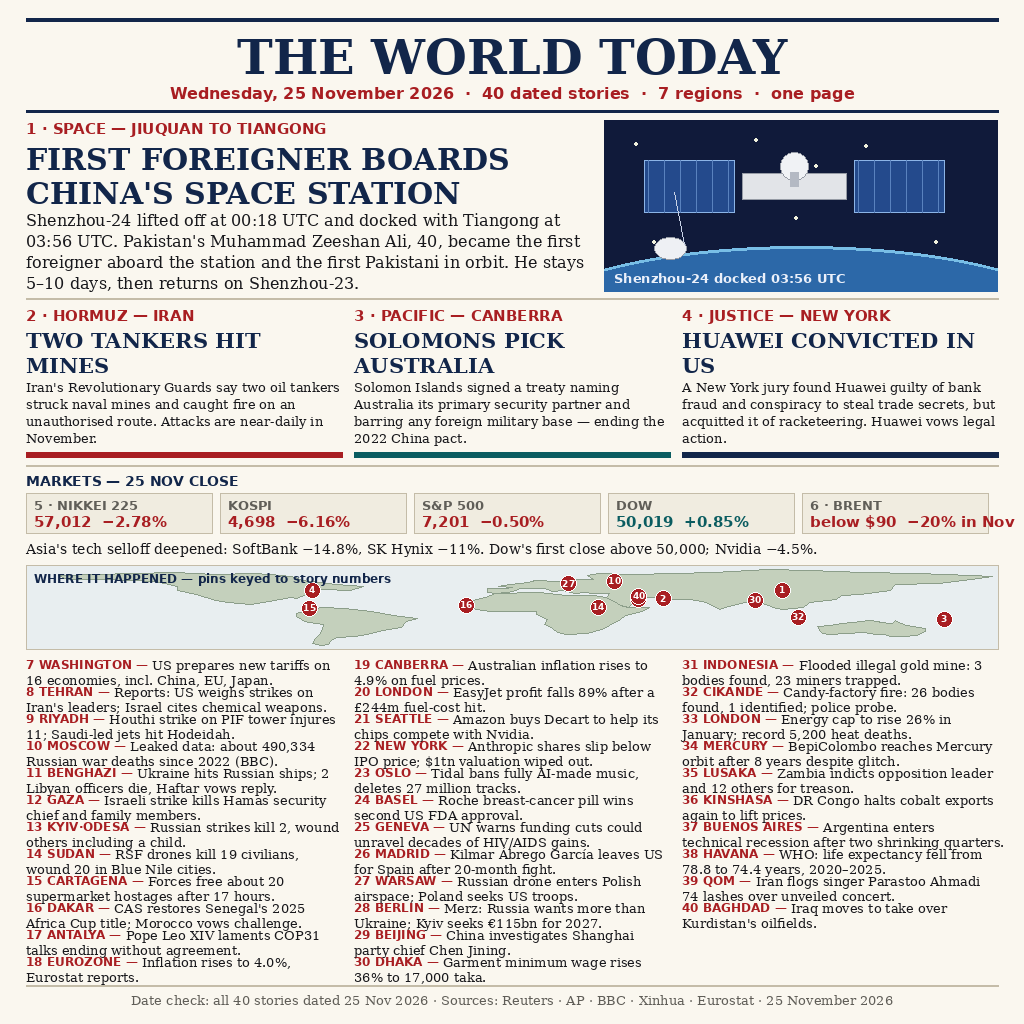 THE WORLD TODAY
Wednesday, 25 November 2026 · 40 dated stories · 7 regions · one page
1 · SPACE — JIUQUAN TO TIANGONG
FIRST FOREIGNER BOARDS
CHINA'S SPACE STATION
Shenzhou-24 lifted off at 00:18 UTC and docked with Tiangong at
03:56 UTC. Pakistan's Muhammad Zeeshan Ali, 40, became the first
foreigner aboard the station and the first Pakistani in orbit. He stays
5–10 days, then returns on Shenzhou-23.
Shenzhou-24 docked 03:56 UTC
2 · HORMUZ — IRAN
TWO TANKERS HIT
MINES
Iran's Revolutionary Guards say two oil tankers
struck naval mines and caught fire on an
unauthorised route. Attacks are near-daily in
November.
3 · PACIFIC — CANBERRA
SOLOMONS PICK
AUSTRALIA
Solomon Islands signed a treaty naming
Australia its primary security partner and
barring any foreign military base — ending the
2022 China pact.
4 · JUSTICE — NEW YORK
HUAWEI CONVICTED IN
US
A New York jury found Huawei guilty of bank
fraud and conspiracy to steal trade secrets, but
acquitted it of racketeering. Huawei vows legal
action.
MARKETS — 25 NOV CLOSE
5 · NIKKEI 225
57,012 −2.78%
KOSPI
4,698 −6.16%
S&P 500
7,201 −0.50%
DOW
50,019 +0.85%
6 · BRENT
below $90 −20% in Nov
Asia's tech selloff deepened: SoftBank −14.8%, SK Hynix −11%. Dow's first close above 50,000; Nvidia −4.5%.
WHERE IT HAPPENED — pins keyed to story numbers
4
15
16
27
10
14
40
2
30
1
32
3
7 WASHINGTON — US prepares new tariffs on
16 economies, incl. China, EU, Japan.
8 TEHRAN — Reports: US weighs strikes on
Iran's leaders; Israel cites chemical weapons.
9 RIYADH — Houthi strike on PIF tower injures
11; Saudi-led jets hit Hodeidah.
10 MOSCOW — Leaked data: about 490,334
Russian war deaths since 2022 (BBC).
11 BENGHAZI — Ukraine hits Russian ships; 2
Libyan officers die, Haftar vows reply.
12 GAZA — Israeli strike kills Hamas security
chief and family members.
13 KYIV·ODESA — Russian strikes kill 2, wound
others including a child.
14 SUDAN — RSF drones kill 19 civilians,
wound 20 in Blue Nile cities.
15 CARTAGENA — Forces free about 20
supermarket hostages after 17 hours.
16 DAKAR — CAS restores Senegal's 2025
Africa Cup title; Morocco vows challenge.
17 ANTALYA — Pope Leo XIV laments COP31
talks ending without agreement.
18 EUROZONE — Inflation rises to 4.0%,
Eurostat reports.
19 CANBERRA — Australian inflation rises to
4.9% on fuel prices.
20 LONDON — EasyJet profit falls 89% after a
£244m fuel-cost hit.
21 SEATTLE — Amazon buys Decart to help its
chips compete with Nvidia.
22 NEW YORK — Anthropic shares slip below
IPO price; $1tn valuation wiped out.
23 OSLO — Tidal bans fully AI-made music,
deletes 27 million tracks.
24 BASEL — Roche breast-cancer pill wins
second US FDA approval.
25 GENEVA — UN warns funding cuts could
unravel decades of HIV/AIDS gains.
26 MADRID — Kilmar Abrego García leaves US
for Spain after 20-month fight.
27 WARSAW — Russian drone enters Polish
airspace; Poland seeks US troops.
28 BERLIN — Merz: Russia wants more than
Ukraine; Kyiv seeks €115bn for 2027.
29 BEIJING — China investigates Shanghai
party chief Chen Jining.
30 DHAKA — Garment minimum wage rises
36% to 17,000 taka.
31 INDONESIA — Flooded illegal gold mine: 3
bodies found, 23 miners trapped.
32 CIKANDE — Candy-factory fire: 26 bodies
found, 1 identified; police probe.
33 LONDON — Energy cap to rise 26% in
January; record 5,200 heat deaths.
34 MERCURY — BepiColombo reaches Mercury
orbit after 8 years despite glitch.
35 LUSAKA — Zambia indicts opposition leader
and 12 others for treason.
36 KINSHASA — DR Congo halts cobalt exports
again to lift prices.
37 BUENOS AIRES — Argentina enters
technical recession after two shrinking quarters.
38 HAVANA — WHO: life expectancy fell from
78.8 to 74.4 years, 2020–2025.
39 QOM — Iran flogs singer Parastoo Ahmadi
74 lashes over unveiled concert.
40 BAGHDAD — Iraq moves to take over
Kurdistan's oilfields.
Date check: all 40 stories dated 25 Nov 2026 · Sources: Reuters · AP · BBC · Xinhua · Eurostat · 25 November 2026